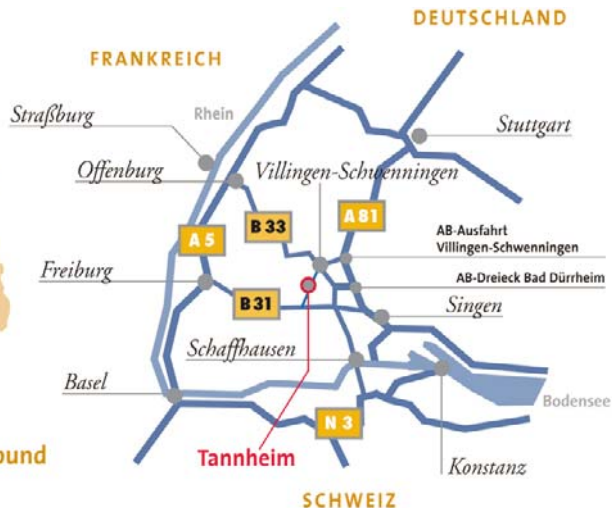 DEUTSCHLAND
FRANKREICH
Rhein
Straßburg
Stuttgart
Offenburg
Villingen-Schwenningen
A 81
B 33
A 5
AB-Ausfahrt
Villingen-Schwenningen
AB-Dreieck Bad Dürrheim
Freiburg
B 31
Singen
Schaffhausen
Basel
Bodensee
N 3
Tannheim
Konstanz
SCHWEIZ